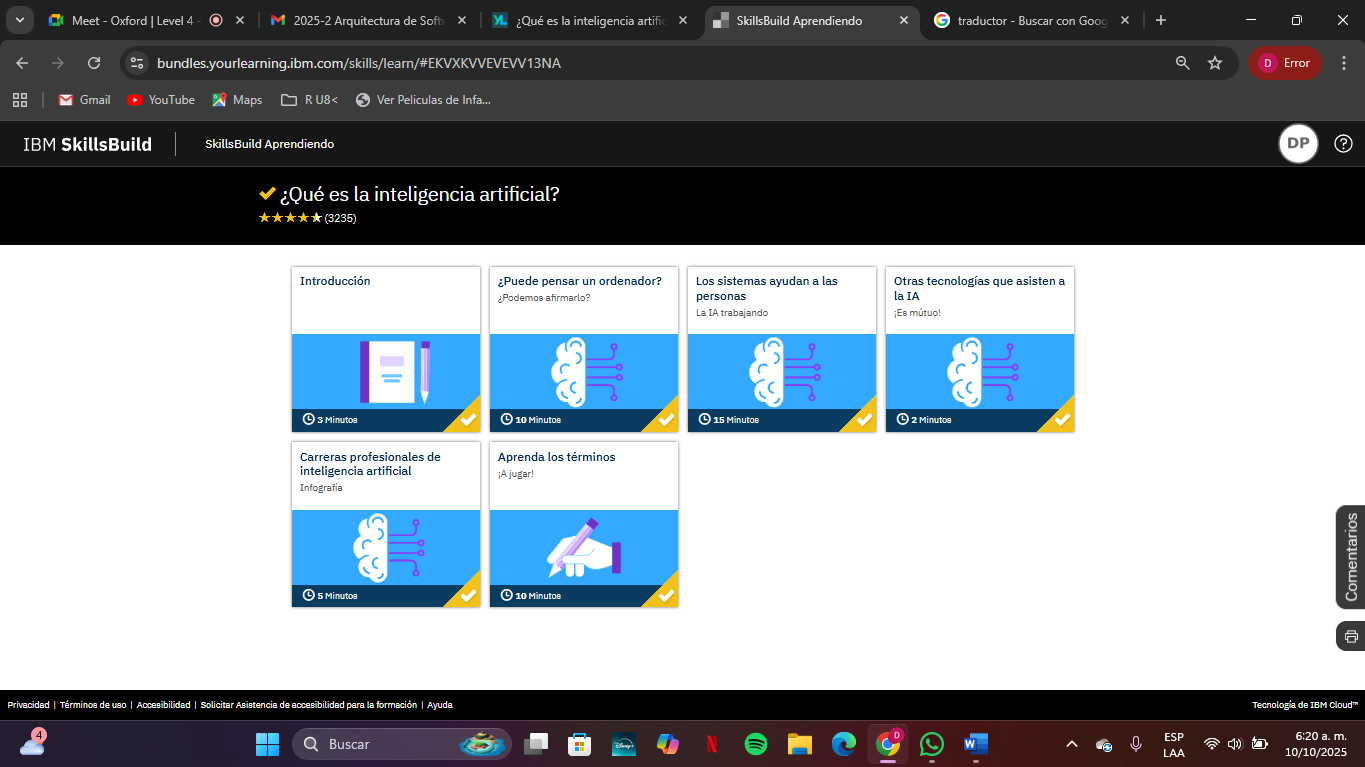 Meet - Oxford | Level 4 -
2025-2 Arquitectura de Softw
¿Qué es la inteligencia artific
SkillsBuild Aprendiendo
traductor - Buscar con Goog
bundles.yourlearning.ibm.com/skills/learn/#EKVXKVVEVEVV13NA
D Error
Gmail
YouTube
Maps
R U8<
Ver Peliculas de Infa...
IBM SkillsBuild
SkillsBuild Aprendiendo
DP
¿Qué es la inteligencia artificial?
(3235)
Introducción
3 Minutos
¿Puede pensar un ordenador?
¿Podemos afirmarlo?
10 Minutos
Los sistemas ayudan a las
personas
La IA trabajando
15 Minutos
Otras tecnologías que asisten a
la IA
¡Es mútuo!
2 Minutos
Carreras profesionales de
inteligencia artificial
Infografía
5 Minutos
Aprenda los términos
¡A jugar!
10 Minutos
Comentarios
Privacidad | Términos de uso | Accesibilidad | Solicitar Asistencia de accesibilidad para la formación | Ayuda
Tecnología de IBM Cloud™
4
Buscar
Disney+
D
ESP
LAA
6:20 a. m.
10/10/2025